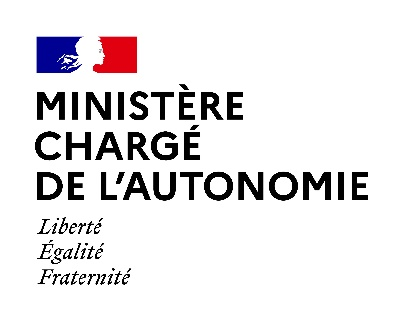 MINISTÈRE
CHARGÉ
DE L’AUTONOMIE
Liberté
Égalité
Fraternité